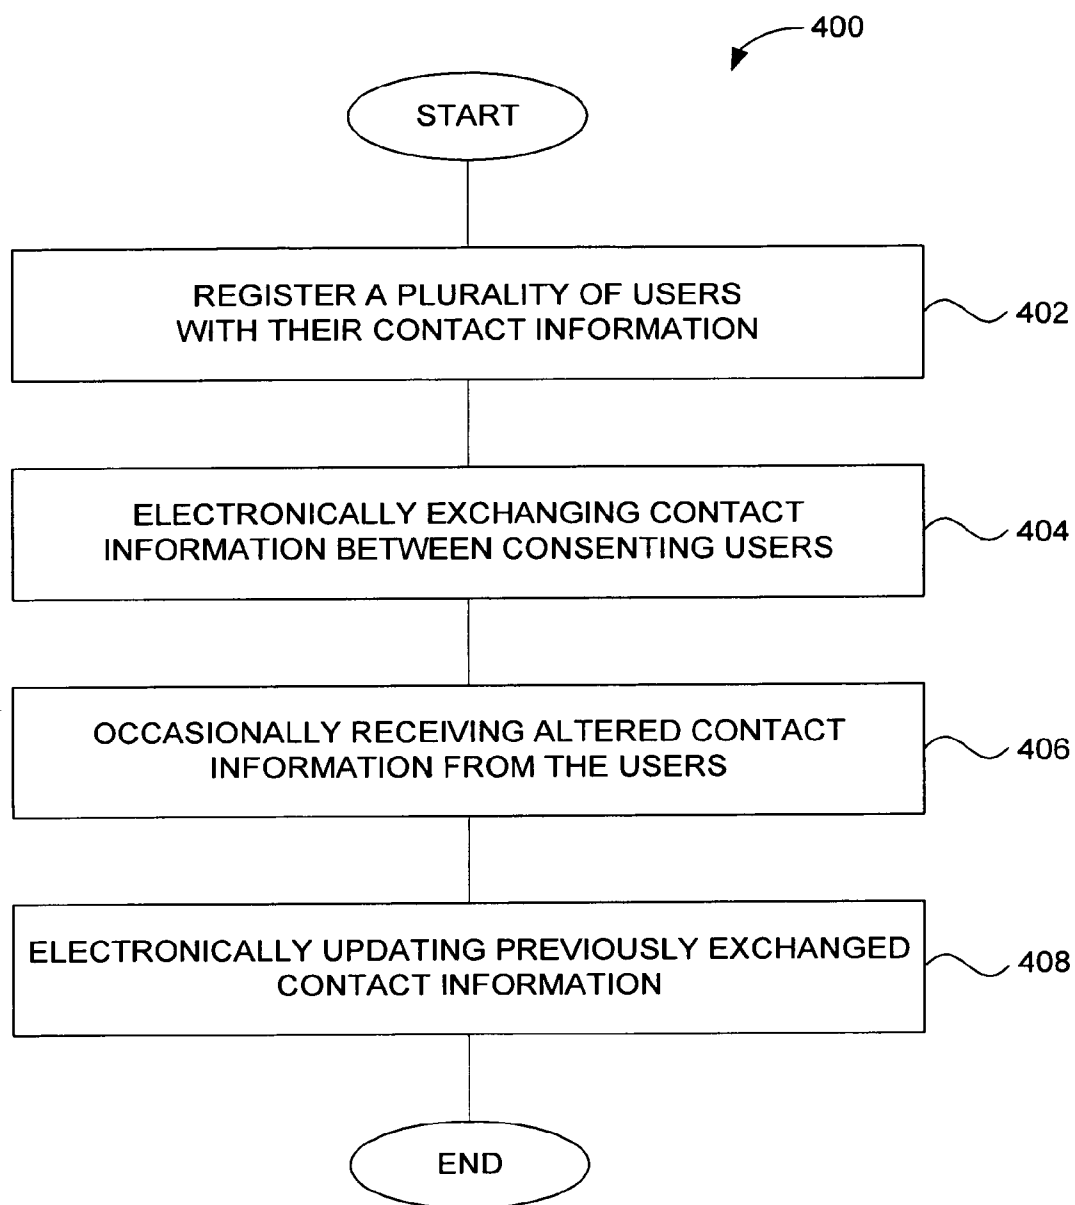 400
START
REGISTER A PLURALITY OF USERS
WITH THEIR CONTACT INFORMATION
402
ELECTRONICALLY EXCHANGING CONTACT
INFORMATION BETWEEN CONSENTING USERS
404
OCCASIONALLY RECEIVING ALTERED CONTACT
INFORMATION FROM THE USERS
406
ELECTRONICALLY UPDATING PREVIOUSLY EXCHANGED
CONTACT INFORMATION
408
END